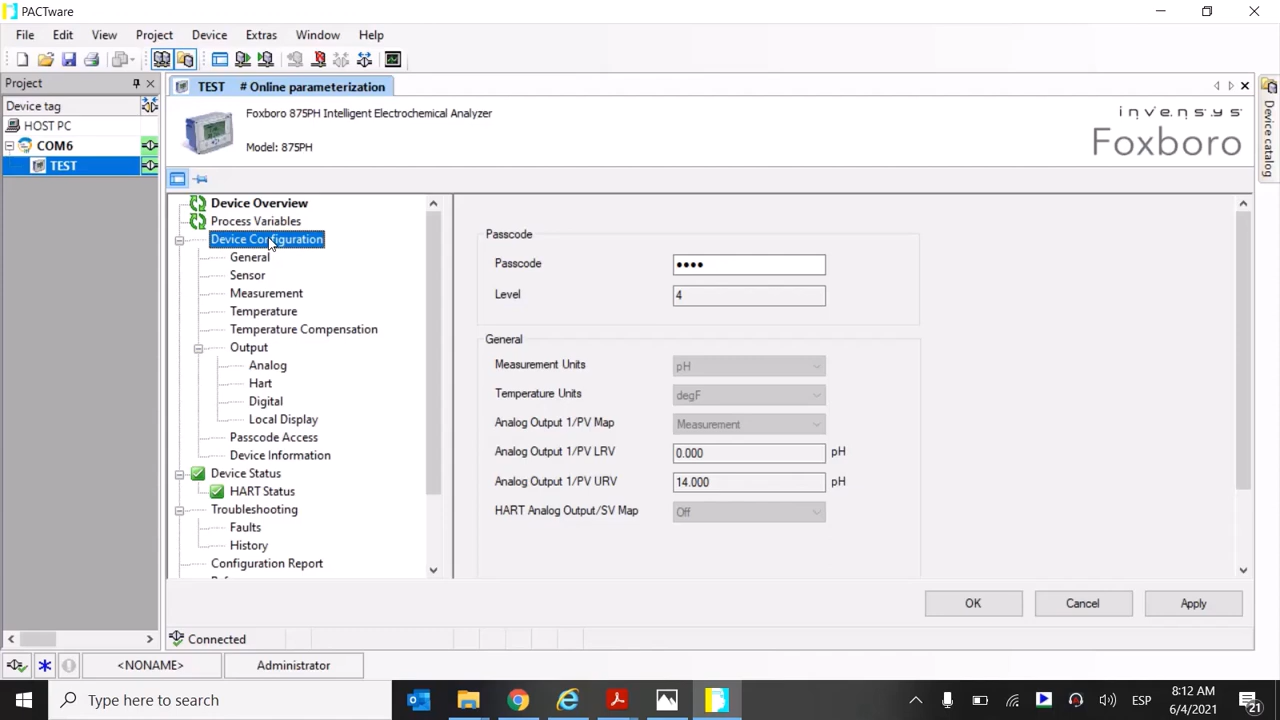 PACTware
File Edit View Project Device Extras Window Help
Project
Device tag
HOST PC
COM6
TEST
TEST # Online parameterization
Foxboro 875PH Intelligent Electrochemical Analyzer
Model: 875PH
invensys
Foxboro
Device catalog
Device Overview
Process Variables
Device Configuration
General
Sensor
Measurement
Temperature
Temperature Compensation
Output
Analog
Hart
Digital
Local Display
Passcode Access
Device Information
Device Status
HART Status
Troubleshooting
Faults
History
Configuration Report
Passcode
Passcode ••••
Level 4
General
Measurement Units pH
Temperature Units degF
Analog Output 1/PV Map Measurement
Analog Output 1/PV LRV 0.000 pH
Analog Output 1/PV URV 14.000 pH
HART Analog Output/SV Map Off
OK Cancel Apply
Connected
<NONAME> Administrator
Type here to search
ESP
8:12 AM
6/4/2021
21